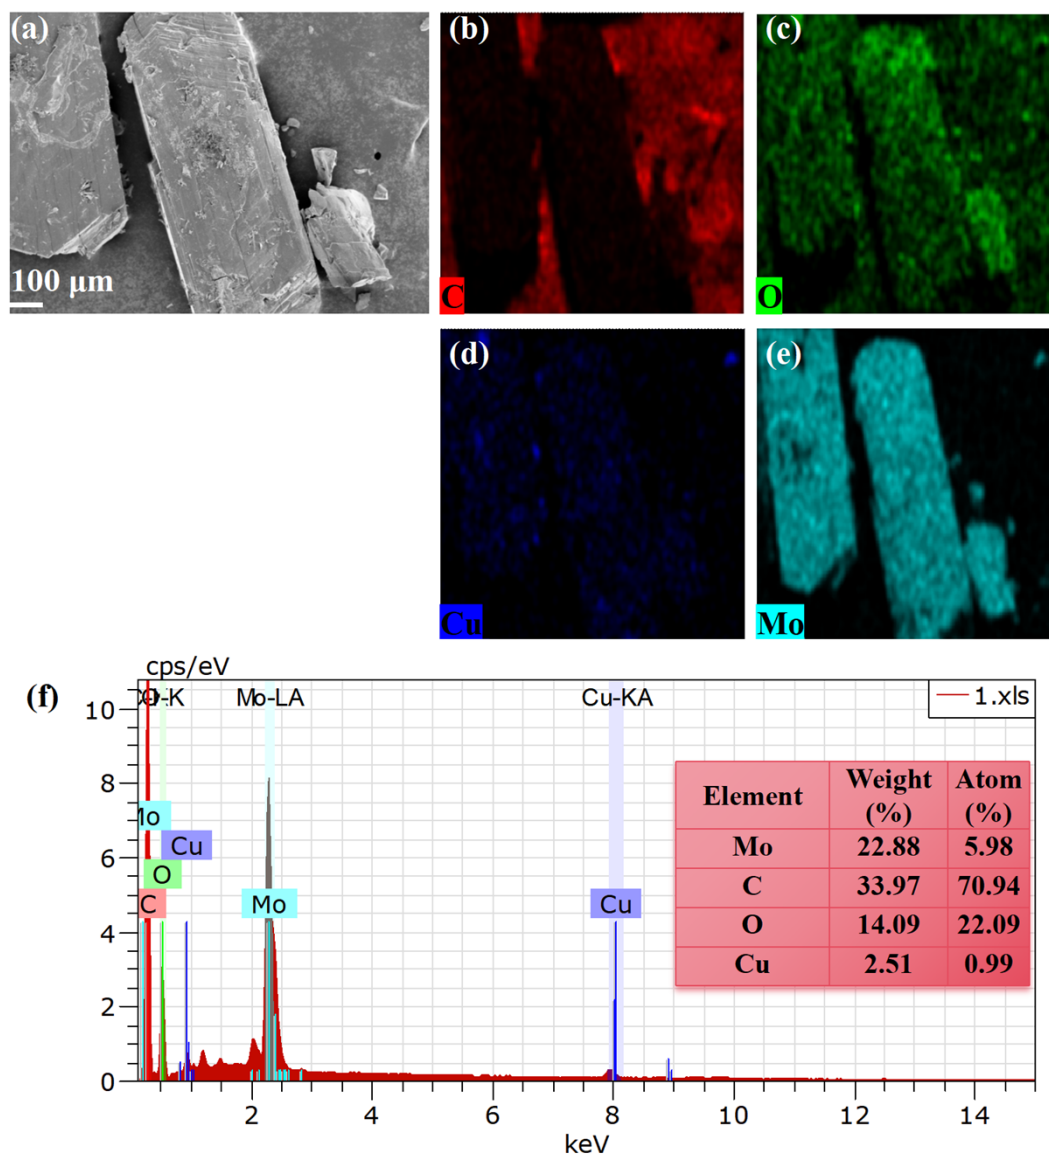 (a)
100 μm
(b)
C
(c)
O
(d)
Cu
(e)
Mo
(f)
cps/eV
Mo-LA
Cu-KA
1.xls
10
8
6
4
2
0
Mo
Cu
O
C
Mo
Cu
Element Weight (%) Atom (%)
Mo 22.88 5.98
C 33.97 70.94
O 14.09 22.09
Cu 2.51 0.99
2 4 6 8 10 12 14
keV